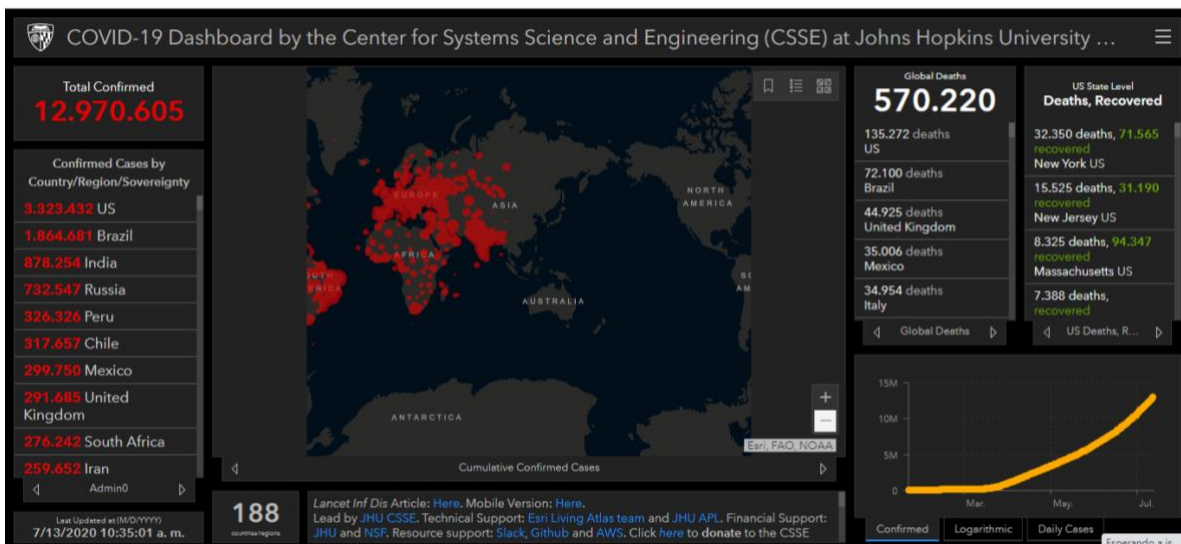 COVID-19 Dashboard by the Center for Systems Science and Engineering (CSSE) at Johns Hopkins University ...
Total Confirmed
12.970.605
Confirmed Cases by
Country/Region/Sovereignty
3.323.432 US
1.864.681 Brazil
878.254 India
732.547 Russia
326.326 Peru
317.657 Chile
299.750 Mexico
291.685 United
Kingdom
276.242 South Africa
259.652 Iran
Admin0
Last Updated at (M/D/YYYY)
7/13/2020 10:35:01 a. m.
EUROPE
ASIA
NORTH
AMERICA
AFRICA
AUSTRALIA
ANTARCTICA
Esri, FAO, NOAA
Cumulative Confirmed Cases
188
countries/regions
Lancet Inf Dis Article: Here. Mobile Version: Here.
Lead by JHU CSSE. Technical Support: Esri Living Atlas team and JHU APL. Financial Support:
JHU and NSF. Resource support: Slack, Github and AWS. Click here to donate to the CSSE
Global Deaths
570.220
135.272 deaths
US
72.100 deaths
Brazil
44.925 deaths
United Kingdom
35.006 deaths
Mexico
34.954 deaths
Italy
Global Deaths
US State Level
Deaths, Recovered
32.350 deaths, 71.565
recovered
New York US
15.525 deaths, 31.190
recovered
New Jersey US
8.325 deaths, 94.347
recovered
Massachusetts US
7.388 deaths,
recovered
US Deaths, R...
15M
10M
5M
0
Mar.
May.
Jul.
Confirmed
Logarithmic
Daily Cases
Esperando a